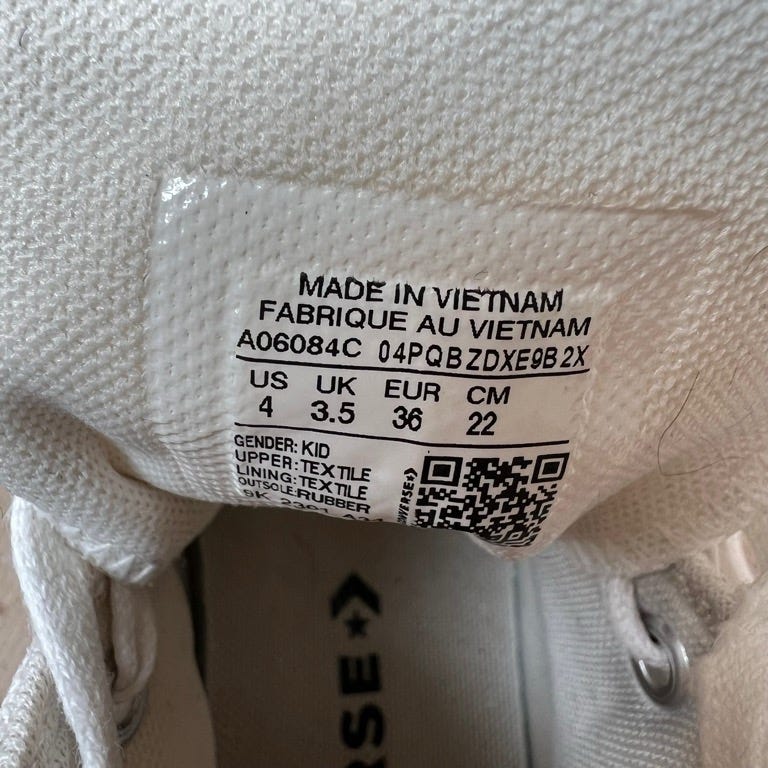 MADE IN VIETNAM
FABRIQUE AU VIETNAM
A06084C 04PQBZDXE9B2X
US UK EUR CM
4 3.5 36 22
GENDER: KID
UPPER: TEXTILE
LINING: TEXTILE
OUTSOLE: RUBBER
CONVERSE